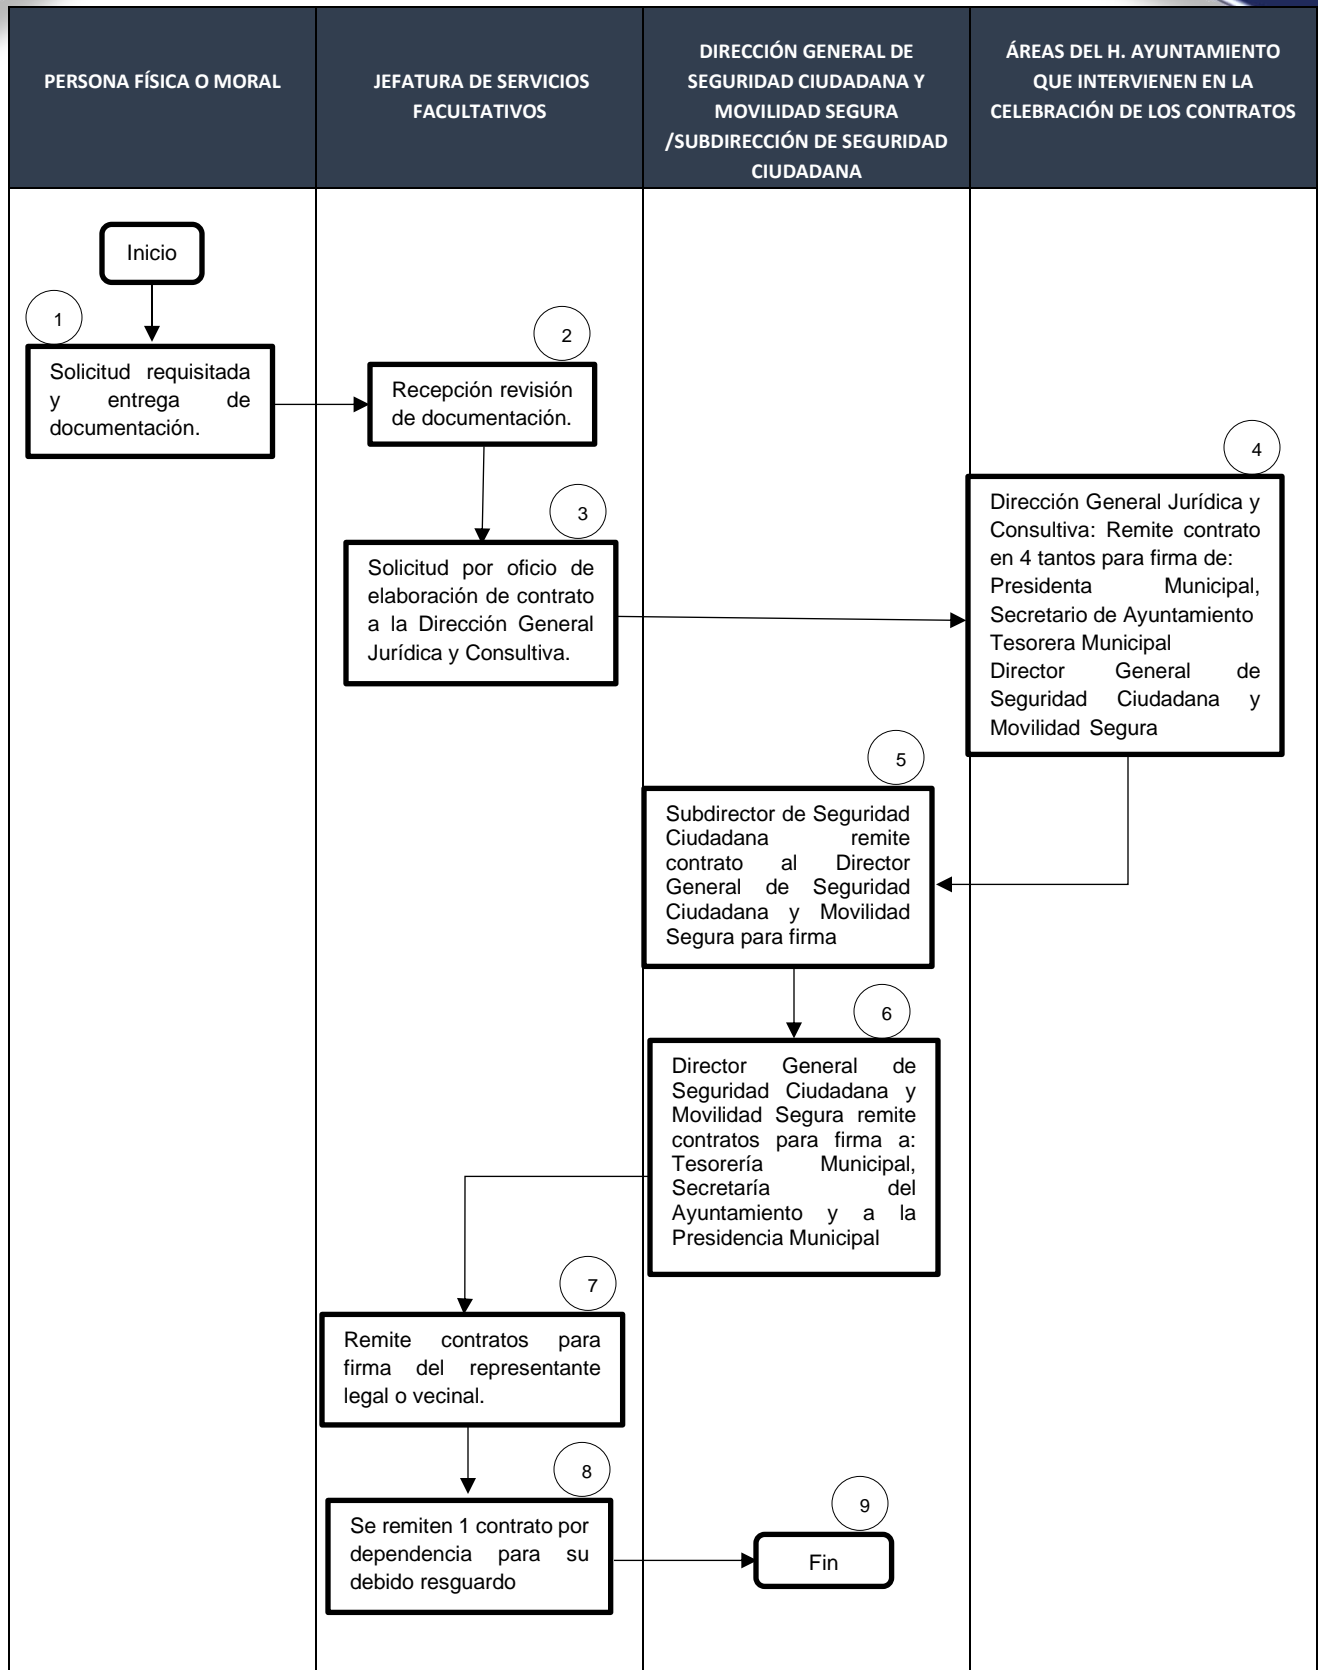 PERSONA FÍSICA O MORAL
JEFATURA DE SERVICIOS
FACULTATIVOS
DIRECCIÓN GENERAL DE
SEGURIDAD CIUDADANA Y
MOVILIDAD SEGURA
/SUBDIRECCIÓN DE SEGURIDAD
CIUDADANA
ÁREAS DEL H. AYUNTAMIENTO
QUE INTERVIENEN EN LA
CELEBRACIÓN DE LOS CONTRATOS
Inicio
1
Solicitud requisitada
y entrega de
documentación.
2
Recepción revisión
de documentación.
3
Solicitud por oficio de
elaboración de contrato
a la Dirección General
Jurídica y Consultiva.
4
Dirección General Jurídica y
Consultiva: Remite contrato
en 4 tantos para firma de:
Presidenta Municipal,
Secretario de Ayuntamiento
Tesorera Municipal
Director General de
Seguridad Ciudadana y
Movilidad Segura
5
Subdirector de Seguridad
Ciudadana remite
contrato al Director
General de Seguridad
Ciudadana y Movilidad
Segura para firma
6
Director General de
Seguridad Ciudadana y
Movilidad Segura remite
contratos para firma a:
Tesorería Municipal,
Secretaría del
Ayuntamiento y a la
Presidencia Municipal
7
Remite contratos para
firma del representante
legal o vecinal.
8
Se remiten 1 contrato por
dependencia para su
debido resguardo
9
Fin